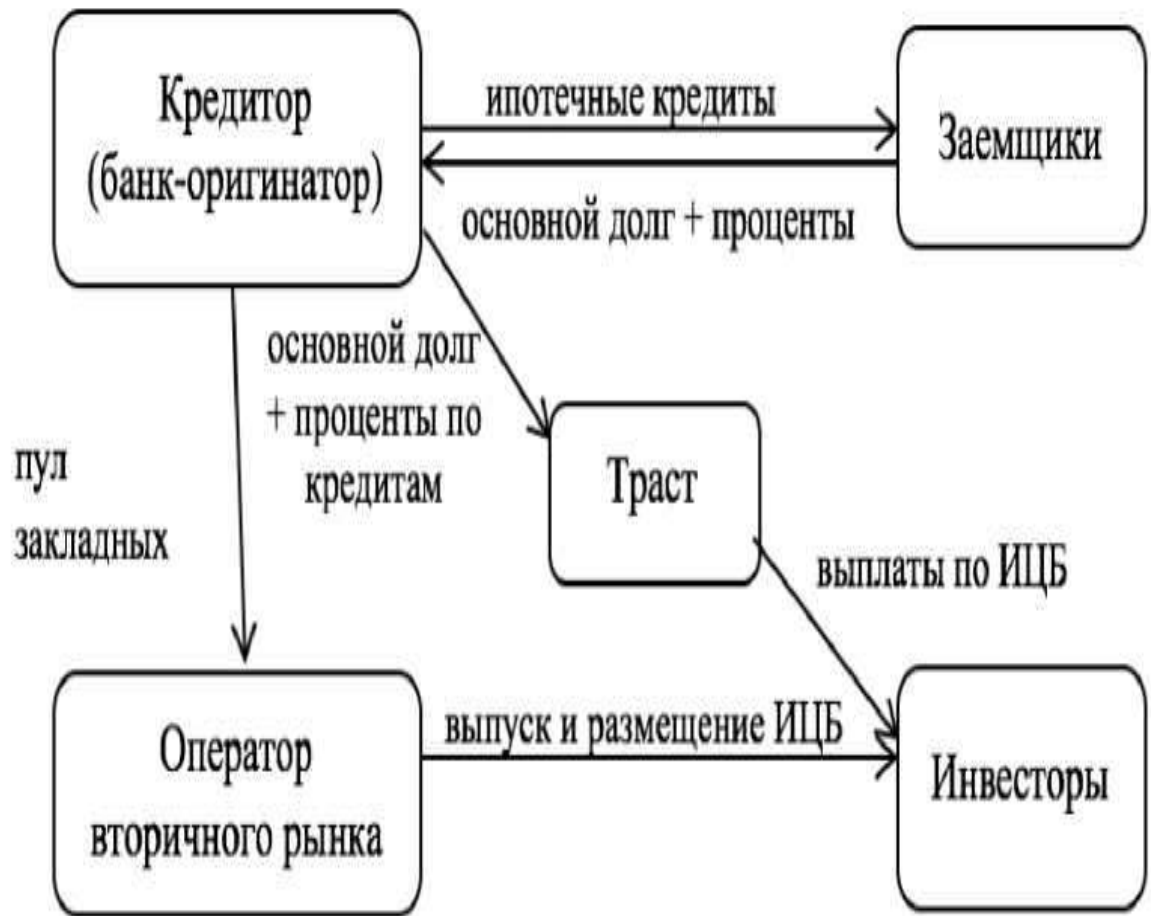 Кредитор
(банк-оригинатор)
ипотечные кредиты
Заемщики
основной долг + проценты
основной долг
+ проценты по
кредитам
пул
закладных
Траст
выплаты по ИЦБ
Оператор
вторичного рынка
выпуск и размещение ИЦБ
Инвесторы